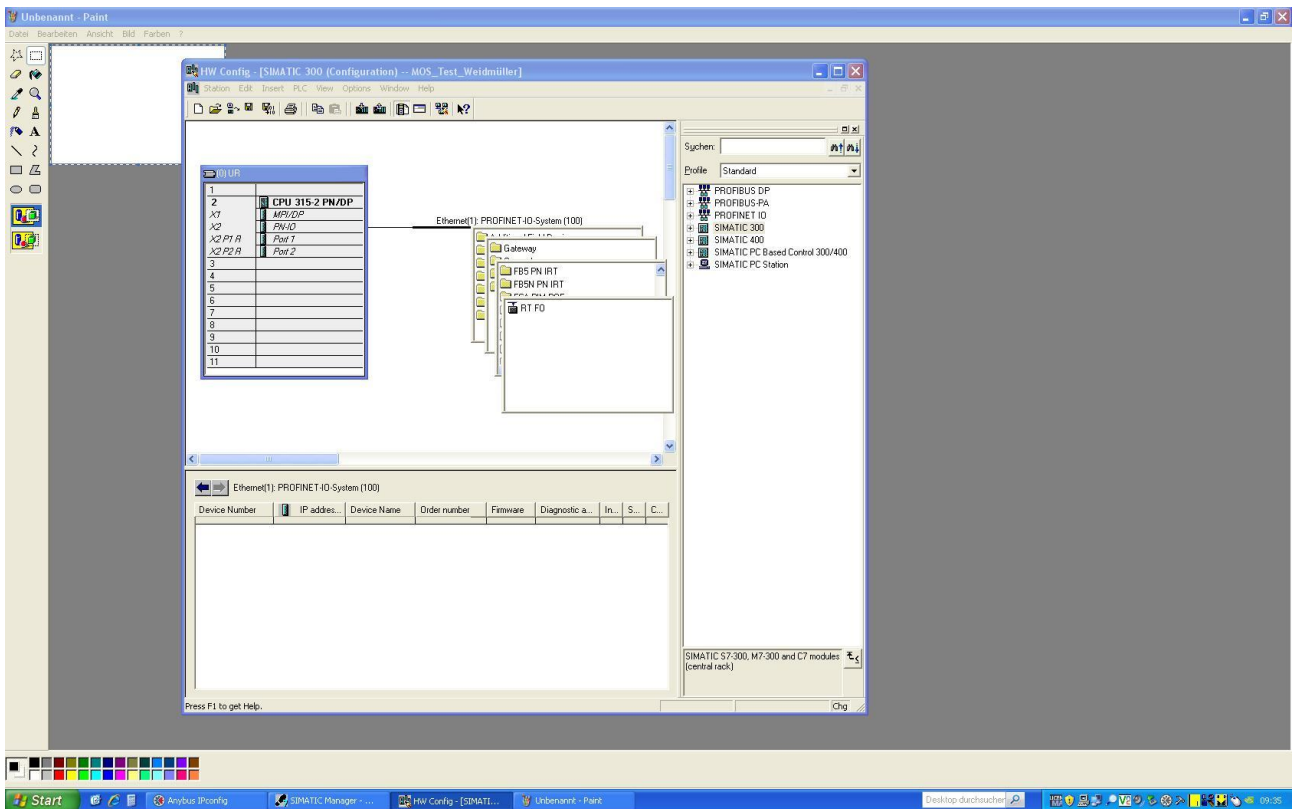 Unbenannt - Paint
Datei Bearbeiten Ansicht Bild Farben ?
HW Config - [SIMATIC 300 (Configuration) -- MOS_Test_Weidmüller]
Station Edit Insert PLC View Options Window Help
(0) UR
1
2 CPU 315-2 PN/DP
X1 MPI/DP
X2 PN-IO
X2 P1 R Port 1
X2 P2 R Port 2
3
4
5
6
7
8
9
10
11
Ethernet(1): PROFINET-IO-System (100)
Gateway
FB5 PN IRT
FB5N PN IRT
RT FO
Suchen:
Profile Standard
PROFIBUS DP
PROFIBUS-PA
PROFINET IO
SIMATIC 300
SIMATIC 400
SIMATIC PC Based Control 300/400
SIMATIC PC Station
Ethernet(1): PROFINET-IO-System (100)
Device Number IP addres... Device Name Order number Firmware Diagnostic a... In... S... C...
SIMATIC S7-300, M7-300 and C7 modules
(central rack)
Press F1 to get Help.
Chg
Start Anybus IPconfig SIMATIC Manager - ... HW Config - [SIMATI... Unbenannt - Paint Desktop durchsuchen 09:35